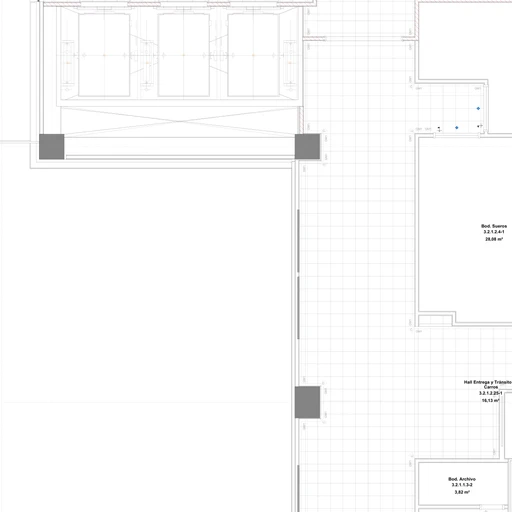 Bod. Sueros
3.2.1.2.4-1
28,08 m²
Hall Entrega y Tránsito
Carros
3.2.1.2.25-1
16,13 m²
Bod. Archivo
3.2.1.1.3-2
3,82 m²